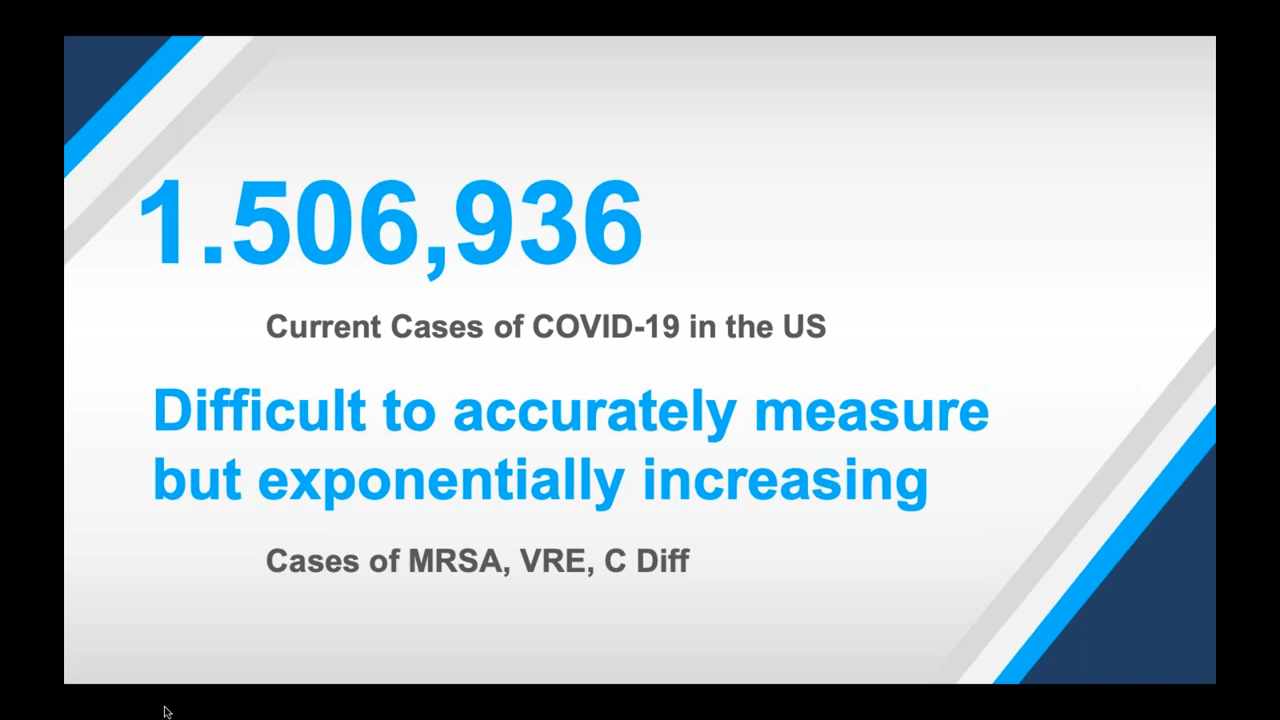 1.506,936
Current Cases of COVID-19 in the US
Difficult to accurately measure
but exponentially increasing
Cases of MRSA, VRE, C Diff